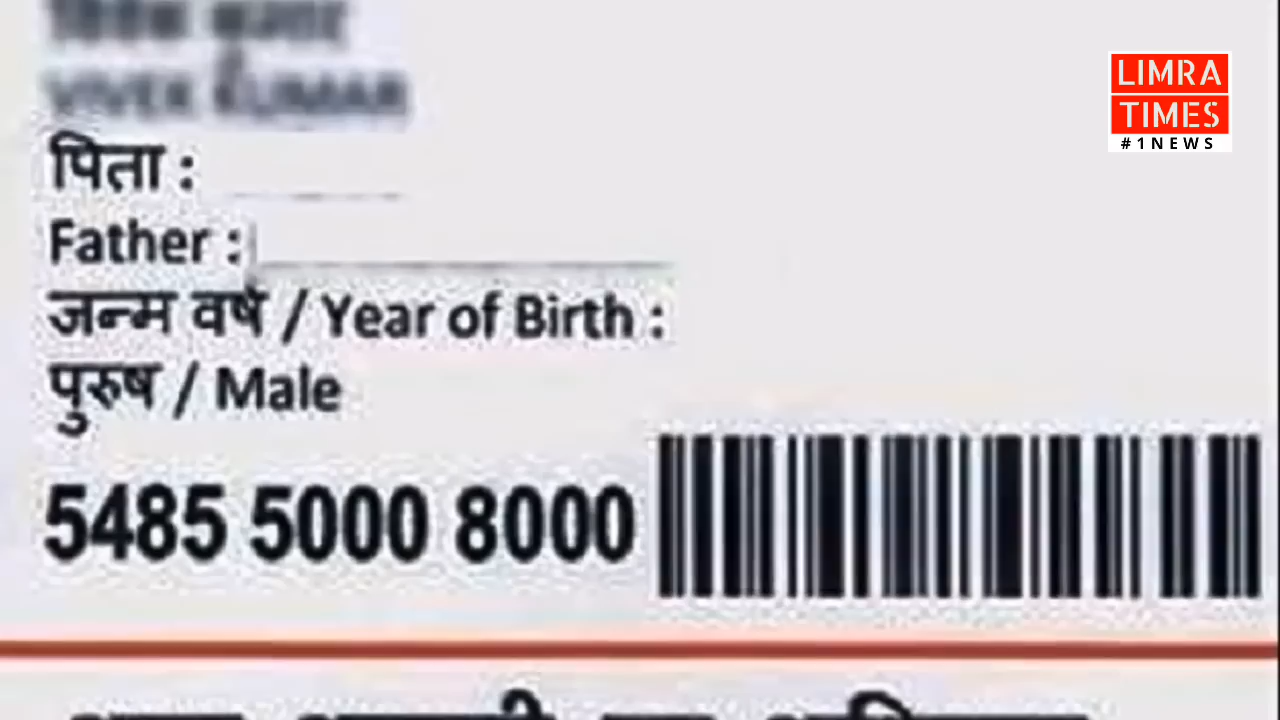 LIMRA
TIMES
#1NEWS
पिता :
Father :
जन्म वर्ष / Year of Birth :
पुरुष / Male
5485 5000 8000